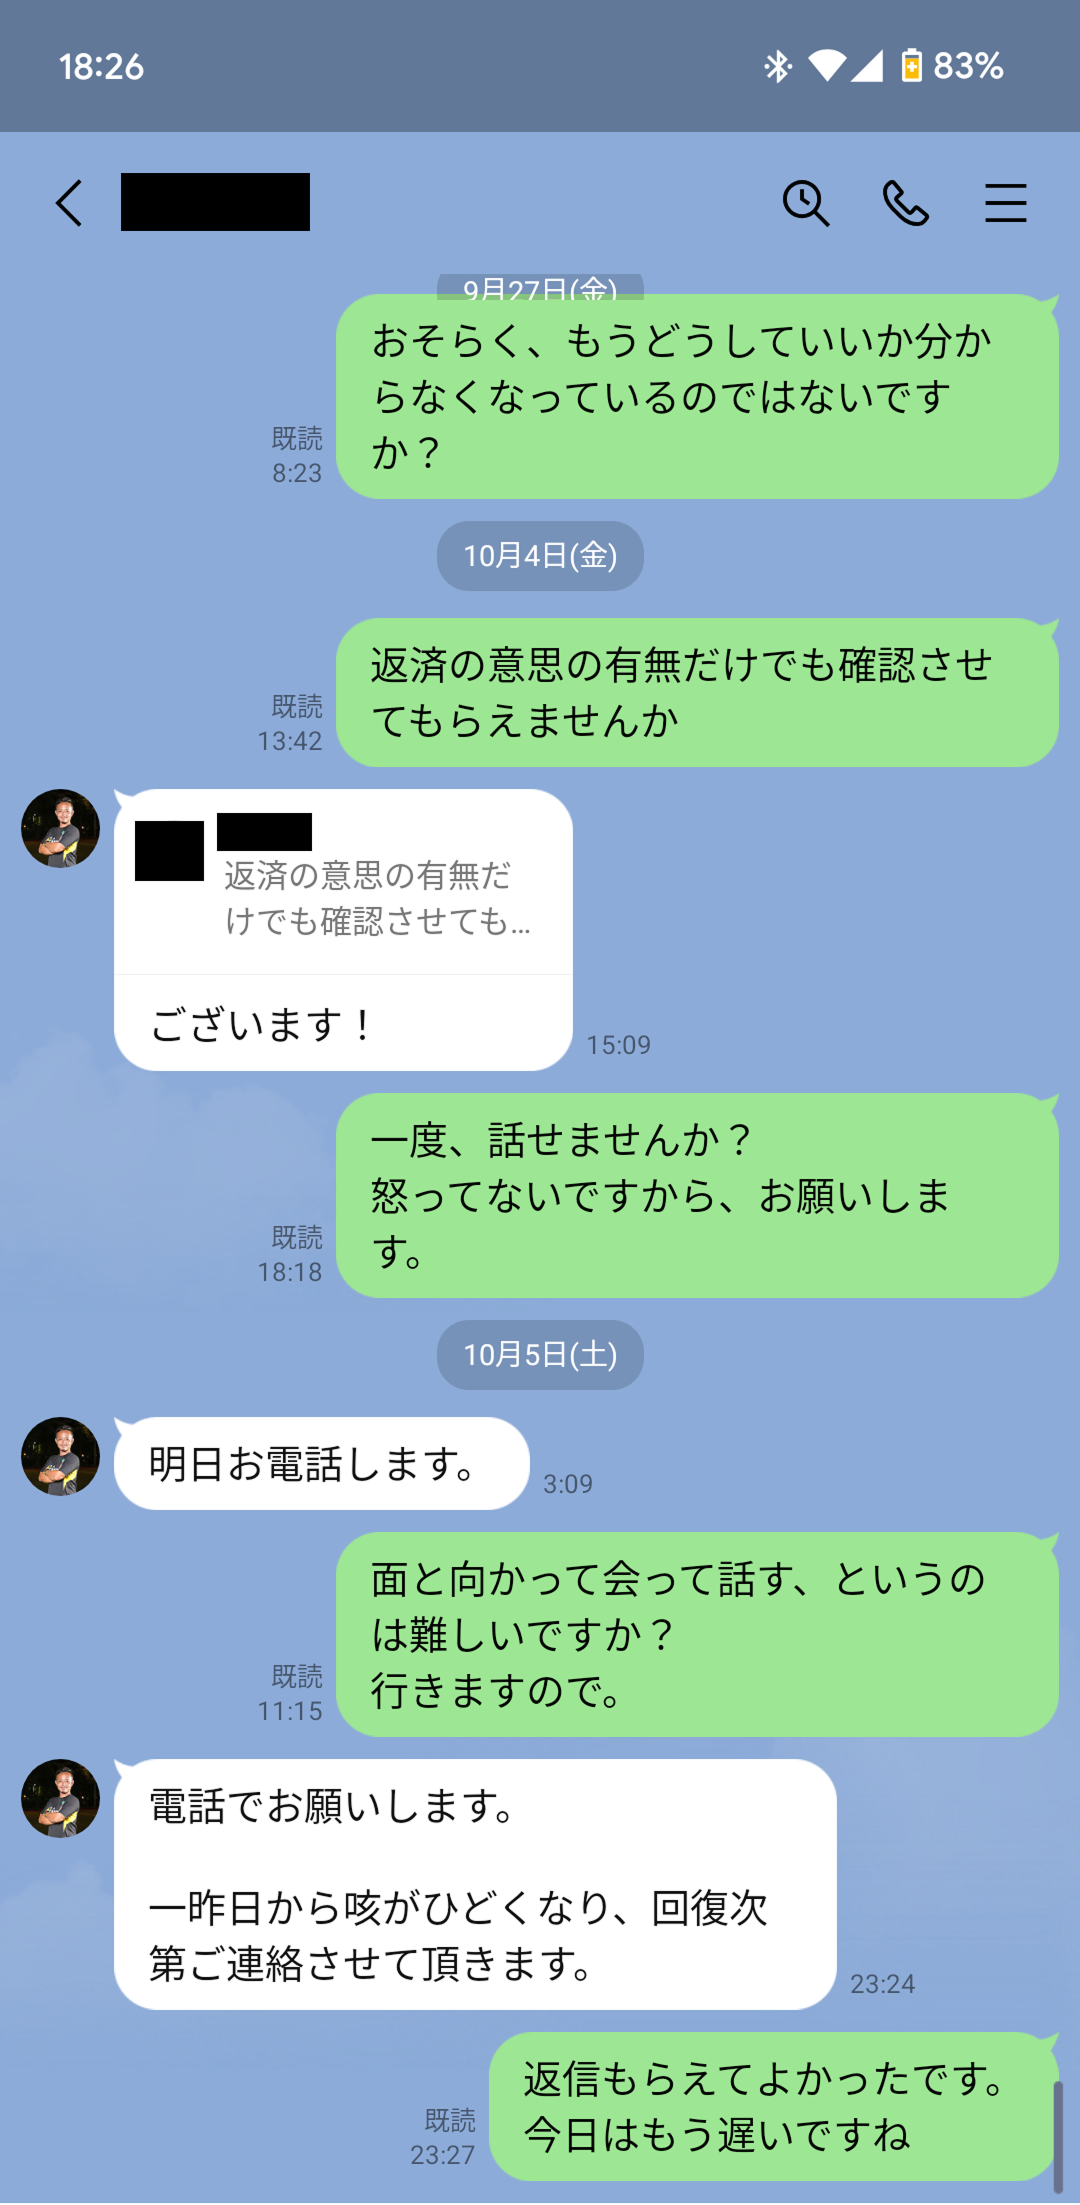 18:26
83%
9月27日(金)
おそらく、もうどうしていいか分か
らなくなっているのではないです
か？
既読
8:23
10月4日(金)
返済の意思の有無だけでも確認させ
てもらえませんか
既読
13:42
返済の意思の有無だ
けでも確認させても...
ございます！
15:09
一度、話せませんか？
怒ってないですから、お願いしま
す。
既読
18:18
10月5日(土)
明日お電話します。
3:09
面と向かって会って話す、というの
は難しいですか？
行きますので。
既読
11:15
電話でお願いします。
一昨日から咳がひどくなり、回復次
第ご連絡させて頂きます。
23:24
返信もらえてよかったです。
今日はもう遅いですね
既読
23:27